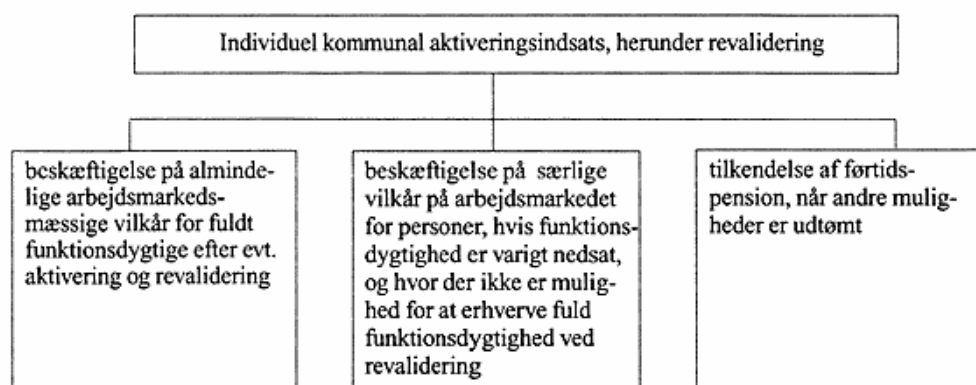 Individuel kommunal aktiveringsindsats, herunder revalidering
beskæftigelse på alminde-
lige arbejdsmarkeds-
mæssige vilkår for fuldt
funktionsdygtige efter evt.
aktivering og revalidering
beskæftigelse på særlige
vilkår på arbejdsmarkedet
for personer, hvis funktions-
dygtighed er varigt nedsat,
og hvor der ikke er mulig-
hed for at erhverve fuld
funktionsdygtighed ved
revalidering
tilkendelse af førtids-
pension, når andre mulig-
heder er udtømt